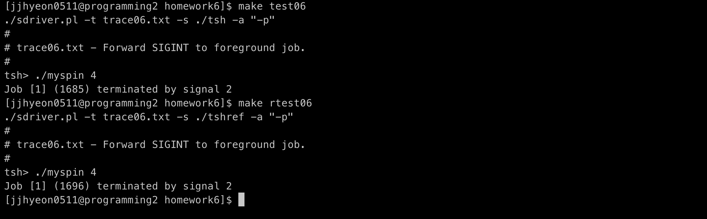 [jjhyeon0511@programming2 homework6]$ make test06
./sdriver.pl -t trace06.txt -s ./tsh -a "-p"
#
# trace06.txt - Forward SIGINT to foreground job.
#
tsh> ./myspin 4
Job [1] (1685) terminated by signal 2
[jjhyeon0511@programming2 homework6]$ make rtest06
./sdriver.pl -t trace06.txt -s ./tshref -a "-p"
#
# trace06.txt - Forward SIGINT to foreground job.
#
tsh> ./myspin 4
Job [1] (1696) terminated by signal 2
[jjhyeon0511@programming2 homework6]$